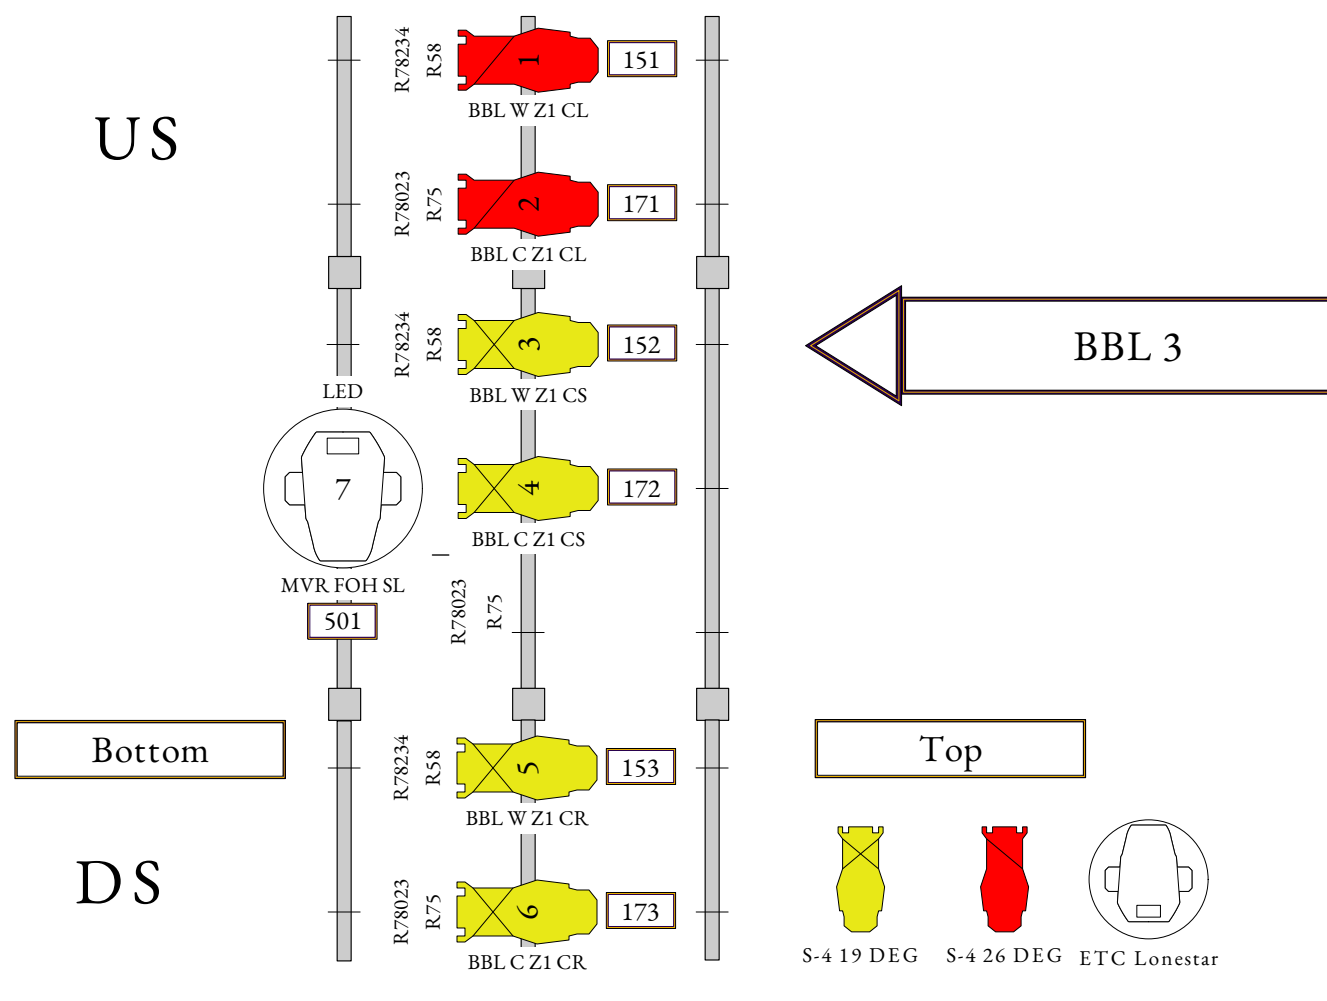 US
R78234
R58
1
151
BBL W Z1 CL
R78023
R75
2
171
BBL C Z1 CL
R78234
R58
3
152
BBL W Z1 CS
BBL 3
LED
7
MVR FOH SL
501
4
172
BBL C Z1 CS
R78023
R75
Bottom
R78234
R58
5
153
BBL W Z1 CR
Top
DS
R78023
R75
6
173
BBL C Z1 CR
S-4 19 DEG
S-4 26 DEG
ETC Lonestar